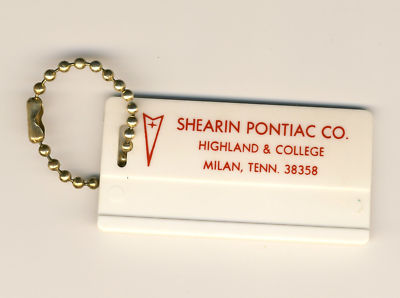 SHEARIN PONTIAC CO.
HIGHLAND & COLLEGE
MILAN, TENN. 38358